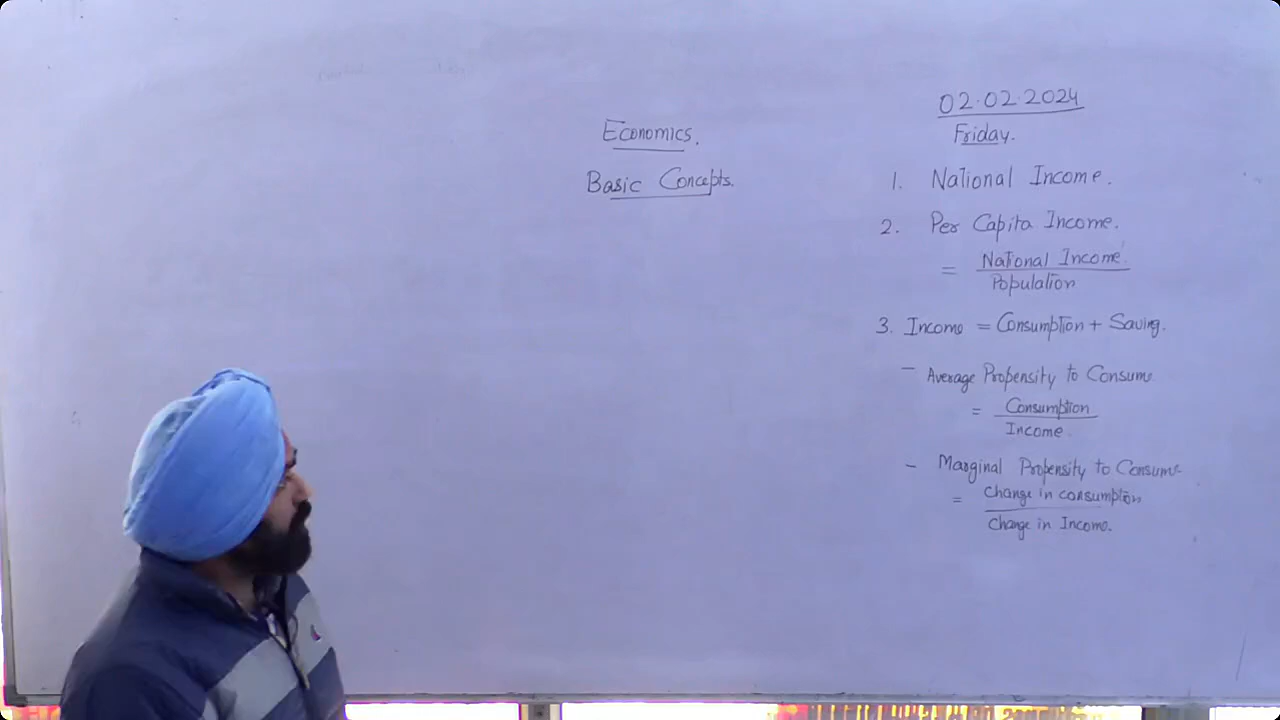 Economics.
Basic Concepts.
02.02.2024
Friday.
1. National Income.
2. Per Capita Income.
= National Income
Population
3. Income = Consumption + Saving.
- Average Propensity to Consume
= Consumption
Income.
- Marginal Propensity to Consume
= Change in consumption
Change in Income.